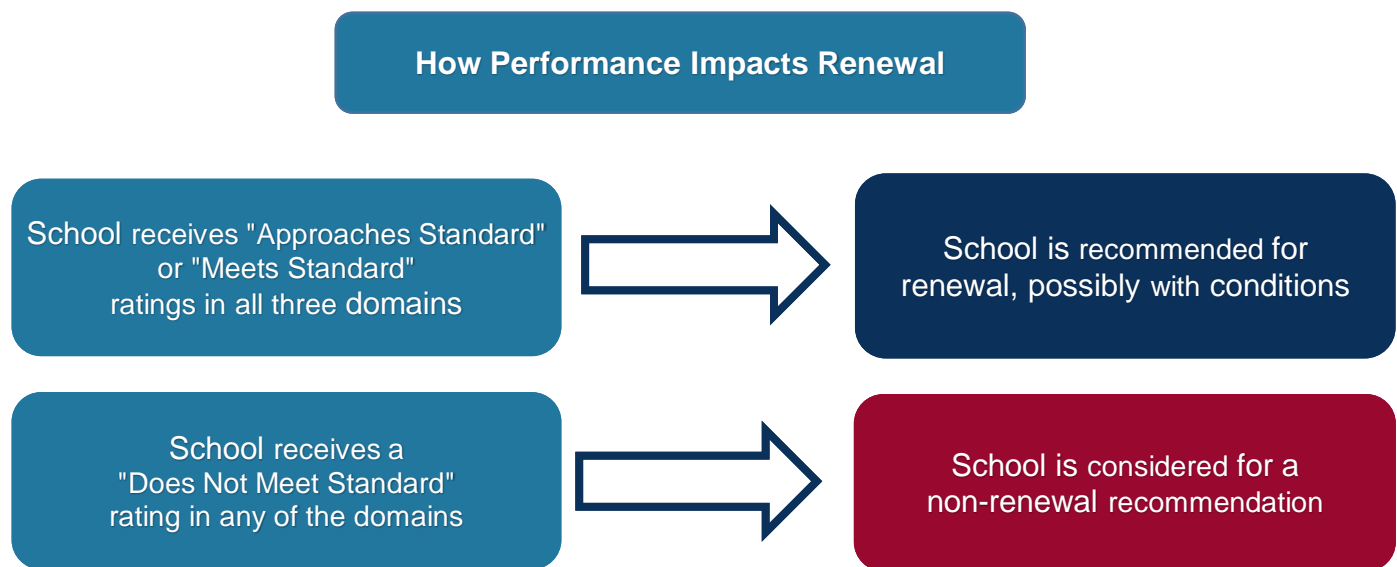 How Performance Impacts Renewal
School receives "Approaches Standard"
or "Meets Standard"
ratings in all three domains
School is recommended for
renewal, possibly with conditions
School receives a
"Does Not Meet Standard"
rating in any of the domains
School is considered for a
non-renewal recommendation